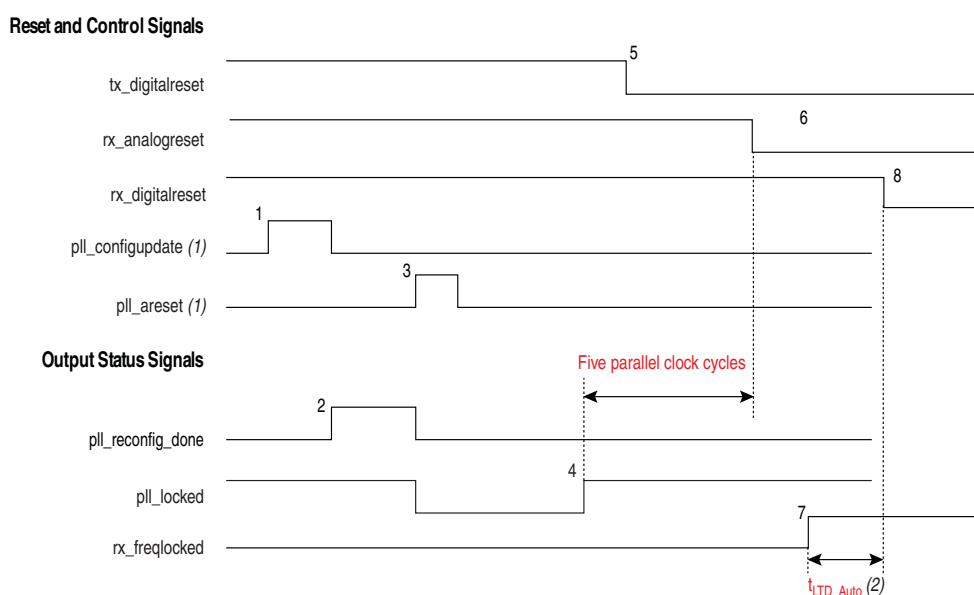 Reset and Control Signals
5
tx_digitalreset
6
rx_analogreset
8
rx_digitalreset
1
pll_configupdate (1)
3
pll_areset (1)
Output Status Signals
Five parallel clock cycles
2
pll_reconfig_done
4
pll_locked
7
rx_freqlocked
tLTD_Auto (2)